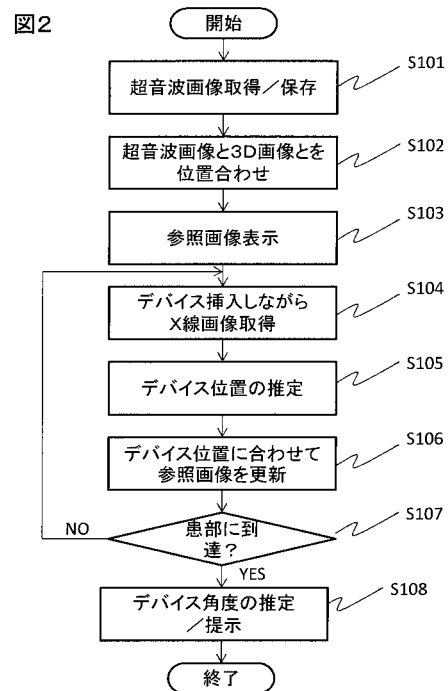 図2
開始
S101
超音波画像取得／保存
S102
超音波画像と3D画像とを
位置合わせ
S103
参照画像表示
S104
デバイス挿入しながら
X線画像取得
S105
デバイス位置の推定
S106
デバイス位置に合わせて
参照画像を更新
S107
患部に到
達？
NO
YES
S108
デバイス角度の推定
／提示
終了